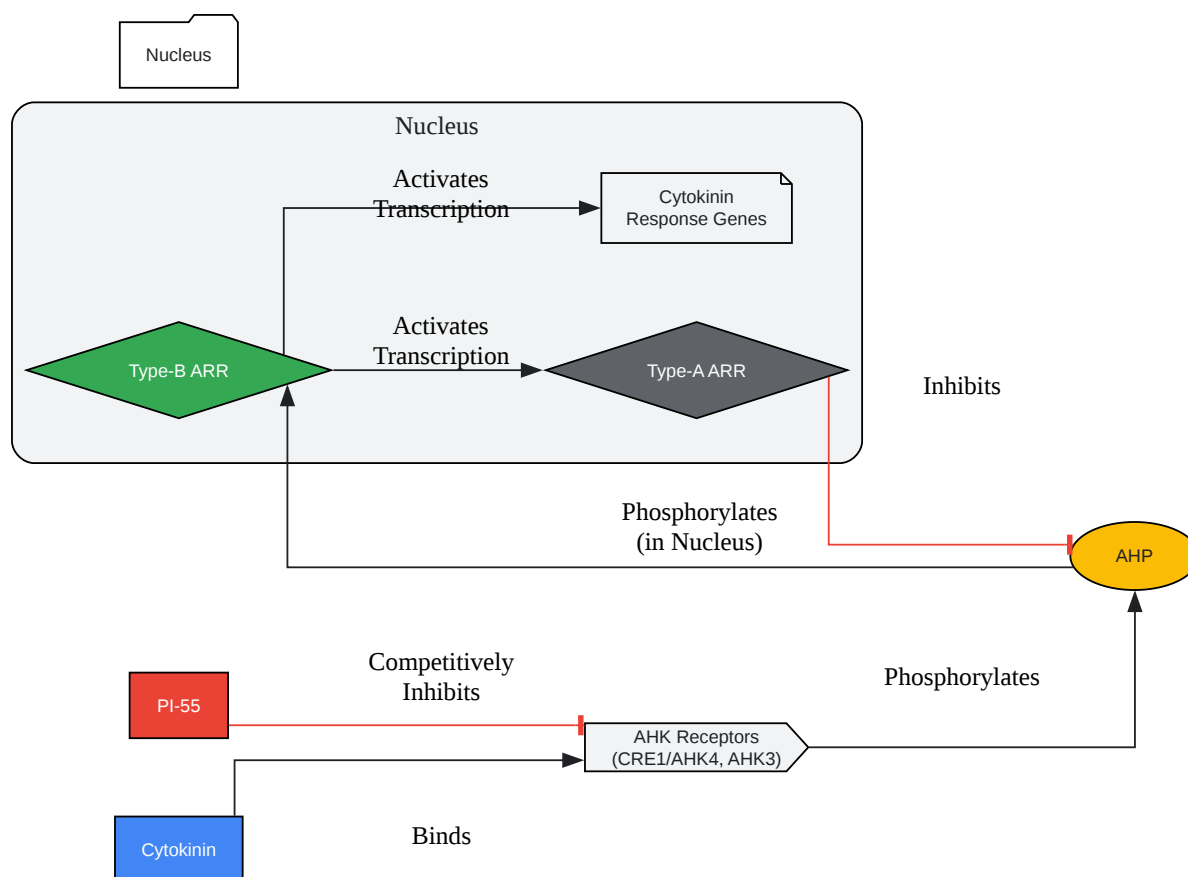 Nucleus
Nucleus
Activates
Transcription
Cytokinin
Response Genes
Activates
Transcription
Type-B ARR
Type-A ARR
Inhibits
Phosphorylates
(in Nucleus)
AHP
Competitively
Inhibits
Phosphorylates
PI-55
AHK Receptors
(CRE1/AHK4, AHK3)
Binds
Cytokinin